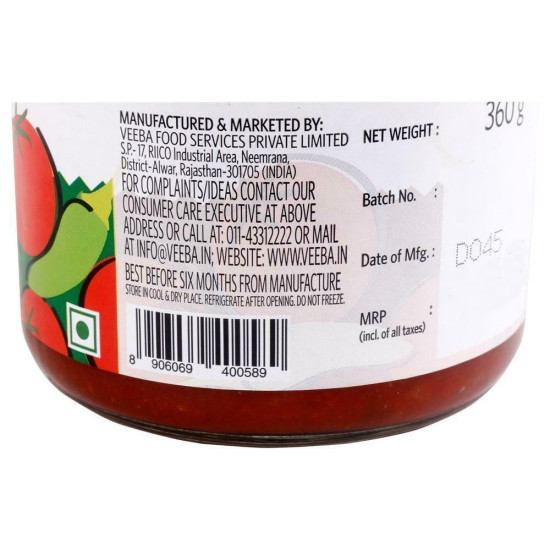 MANUFACTURED & MARKETED BY:
VEEBA FOOD SERVICES PRIVATE LIMITED
S.P.- 17, RIICO Industrial Area, Neemrana,
District-Alwar, Rajasthan-301705 (INDIA)
FOR COMPLAINTS/IDEAS CONTACT OUR
CONSUMER CARE EXECUTIVE AT ABOVE
ADDRESS OR CALL AT: 011-43312222 OR MAIL
AT INFO@VEEBA.IN; WEBSITE: WWW.VEEBA.IN
BEST BEFORE SIX MONTHS FROM MANUFACTURE
STORE IN COOL & DRY PLACE. REFRIGERATE AFTER OPENING. DO NOT FREEZE.
8 906069 400589
NET WEIGHT : 360 g
Batch No. :
Date of Mfg. : D045
MRP :
(incl. of all taxes)